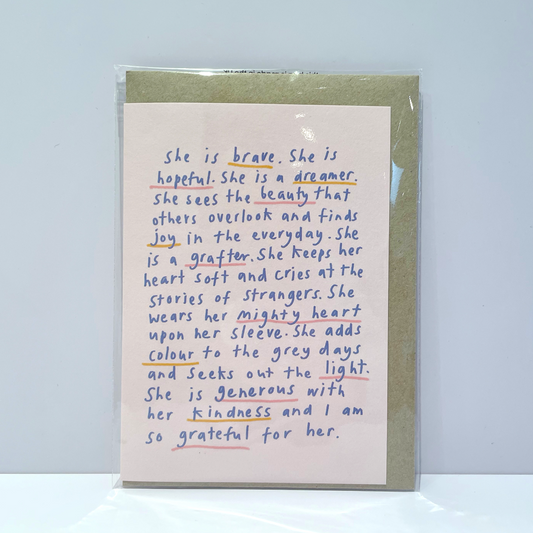 She is brave. She is
hopeful. She is a dreamer.
She sees the beauty that
others overlook and finds
joy in the everyday. She
is a grafter. She keeps her
heart soft and cries at the
stories of strangers. She
wears her mighty heart
upon her sleeve. She adds
colour to the grey days
and seeks out the light.
She is generous with
her kindness and I am
so grateful for her.